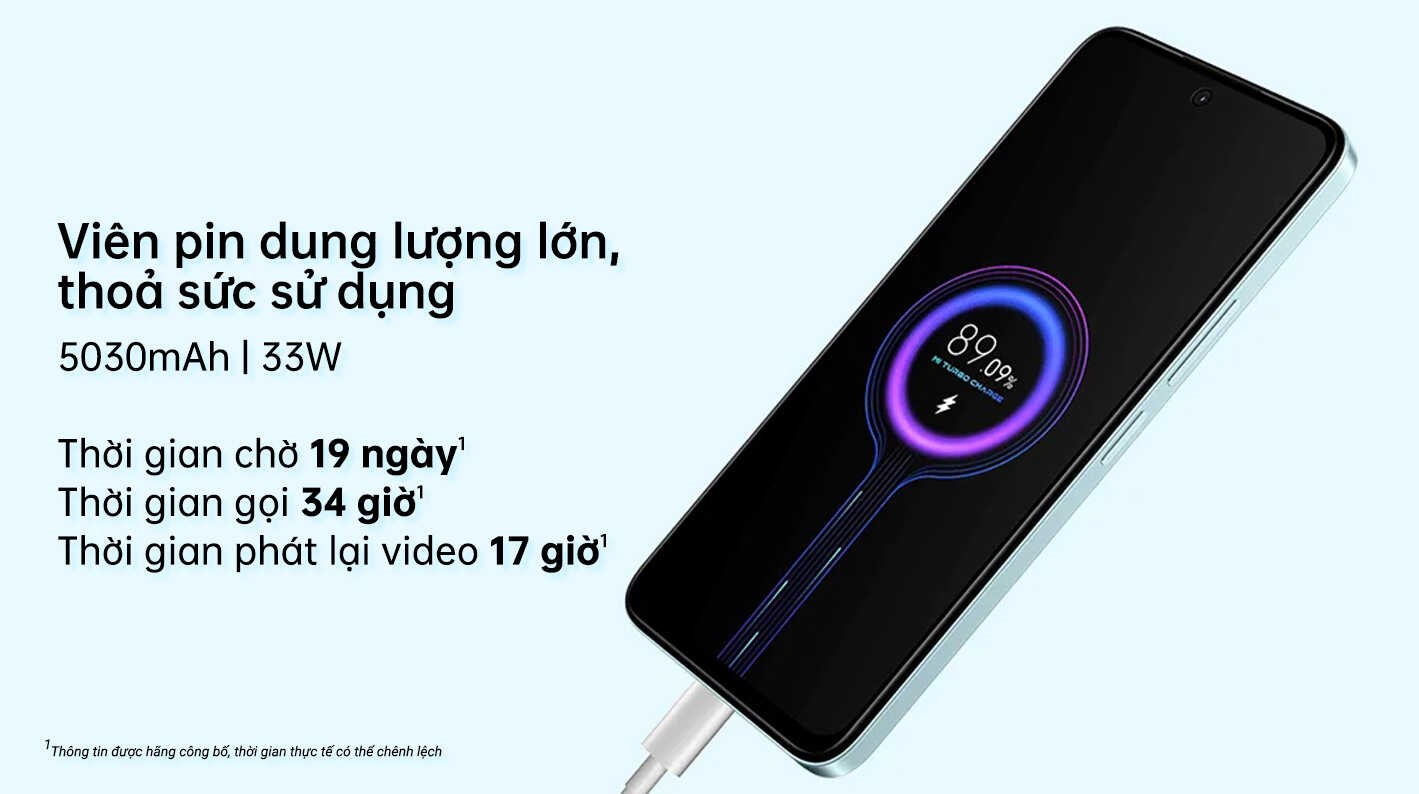 Viên pin dung lượng lớn,
thoả sức sử dụng
5030mAh | 33W
Thời gian chờ 19 ngày¹
Thời gian gọi 34 giờ¹
Thời gian phát lại video 17 giờ¹
89.09%
MI TURBO CHARGE
¹Thông tin được hãng công bố, thời gian thực tế có thể chênh lệch